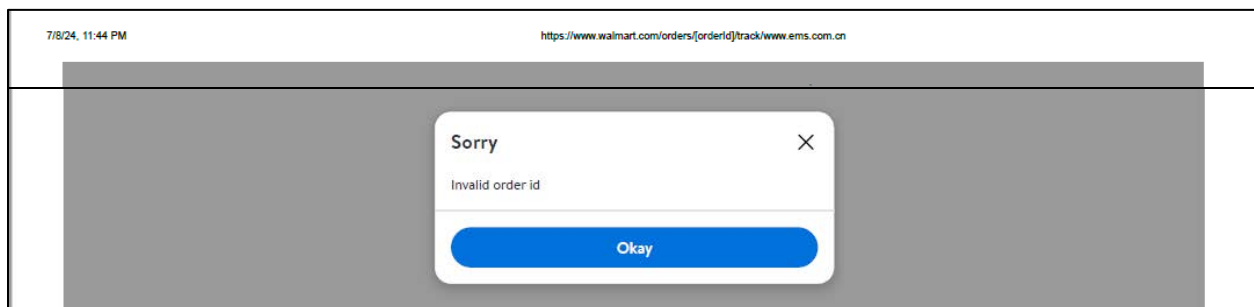 7/8/24, 11:44 PM https://www.walmart.com/orders/[orderId]/track/www.ems.com.cn
Sorry
Invalid order id
Okay